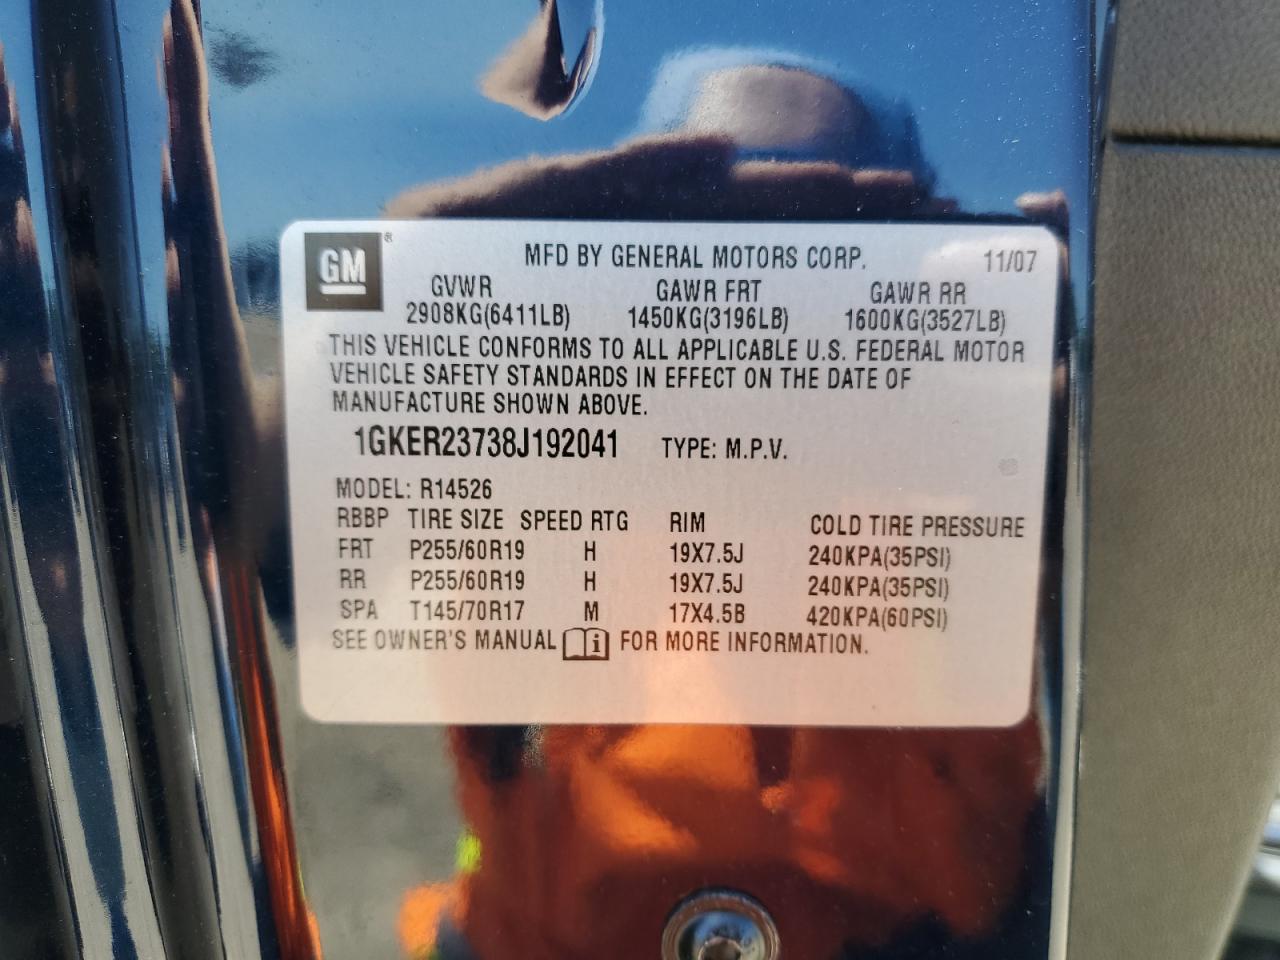 GM ®
MFD BY GENERAL MOTORS CORP. 11/07
GVWR GAWR FRT GAWR RR
2908KG(6411LB) 1450KG(3196LB) 1600KG(3527LB)
THIS VEHICLE CONFORMS TO ALL APPLICABLE U.S. FEDERAL MOTOR
VEHICLE SAFETY STANDARDS IN EFFECT ON THE DATE OF
MANUFACTURE SHOWN ABOVE.
1GKER23738J192041 TYPE: M.P.V.
MODEL: R14526
RBBP TIRE SIZE SPEED RTG RIM COLD TIRE PRESSURE
FRT P255/60R19 H 19X7.5J 240KPA(35PSI)
RR P255/60R19 H 19X7.5J 240KPA(35PSI)
SPA T145/70R17 M 17X4.5B 420KPA(60PSI)
SEE OWNER'S MANUAL i FOR MORE INFORMATION.